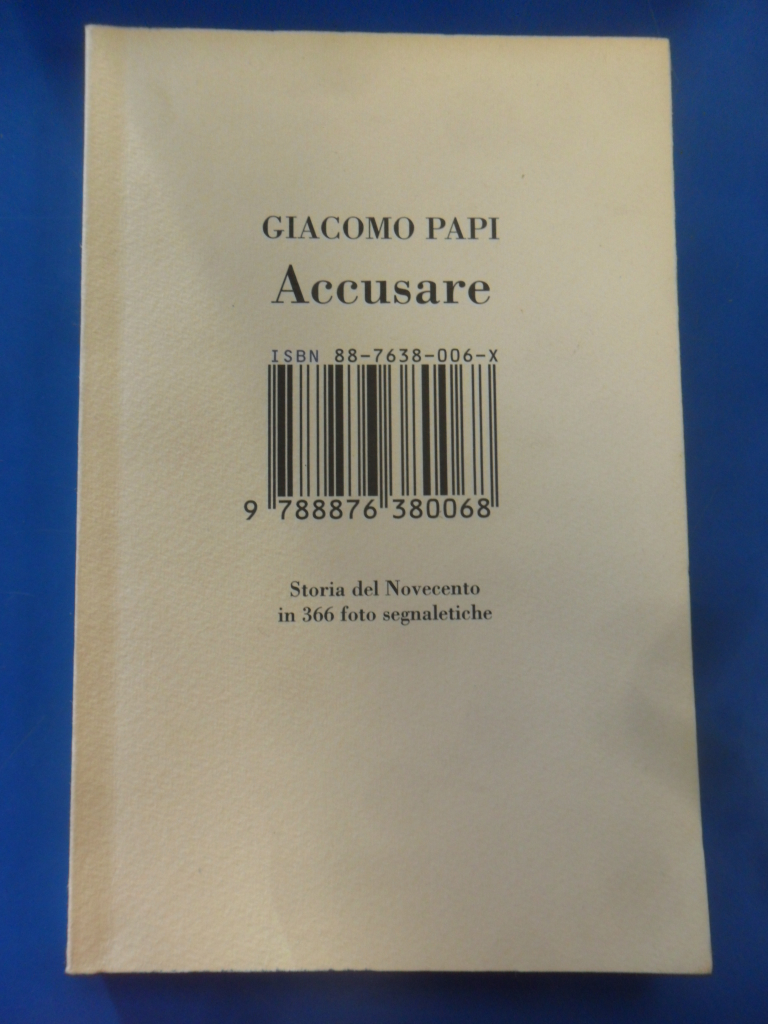 GIACOMO PAPI
Accusare
ISBN 88-7638-006-X
9 788876 380068
Storia del Novecento
in 366 foto segnaletiche